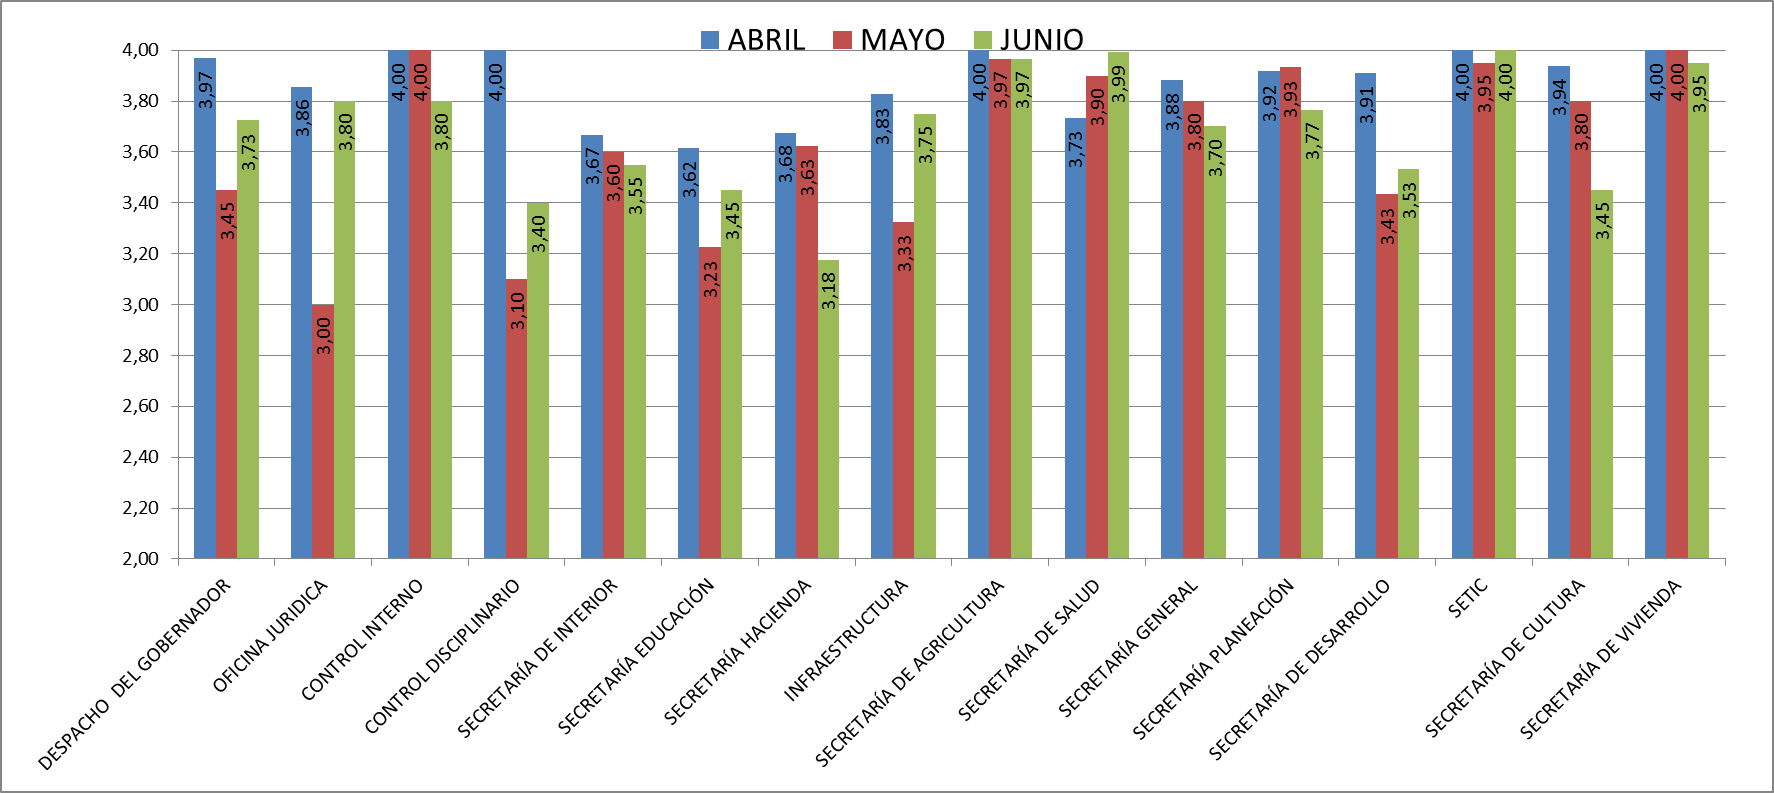 ABRIL MAYO JUNIO
4,00
3,80
3,60
3,40
3,20
3,00
2,80
2,60
2,40
2,20
2,00
3,97 3,45 3,73
3,86 3,00 3,80
4,00 4,00 3,80
4,00 3,10 3,40
3,67 3,60 3,55
3,62 3,23 3,45
3,68 3,63 3,18
3,83 3,33 3,75
4,00 3,97 3,97
3,73 3,90 3,99
3,88 3,80 3,70
3,92 3,93 3,77
3,91 3,43 3,53
4,00 3,95 4,00
3,94 3,80 3,45
4,00 4,00 3,95
DESPACHO DEL GOBERNADOR
OFICINA JURIDICA
CONTROL INTERNO
CONTROL DISCIPLINARIO
SECRETARÍA DE INTERIOR
SECRETARÍA EDUCACIÓN
SECRETARÍA HACIENDA
INFRAESTRUCTURA
SECRETARÍA DE AGRICULTURA
SECRETARÍA DE SALUD
SECRETARÍA GENERAL
SECRETARÍA PLANEACIÓN
SECRETARÍA DE DESARROLLO
SETIC
SECRETARÍA DE CULTURA
SECRETARÍA DE VIVIENDA